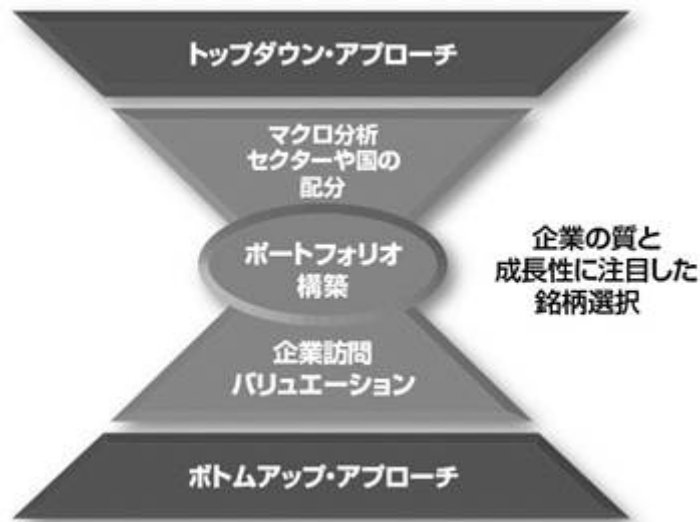 トップダウン・アプローチ
マクロ分析
セクターや国の
配分
ポートフォリオ
構築
企業の質と
成長性に注目した
銘柄選択
企業訪問
バリュエーション
ボトムアップ・アプローチ